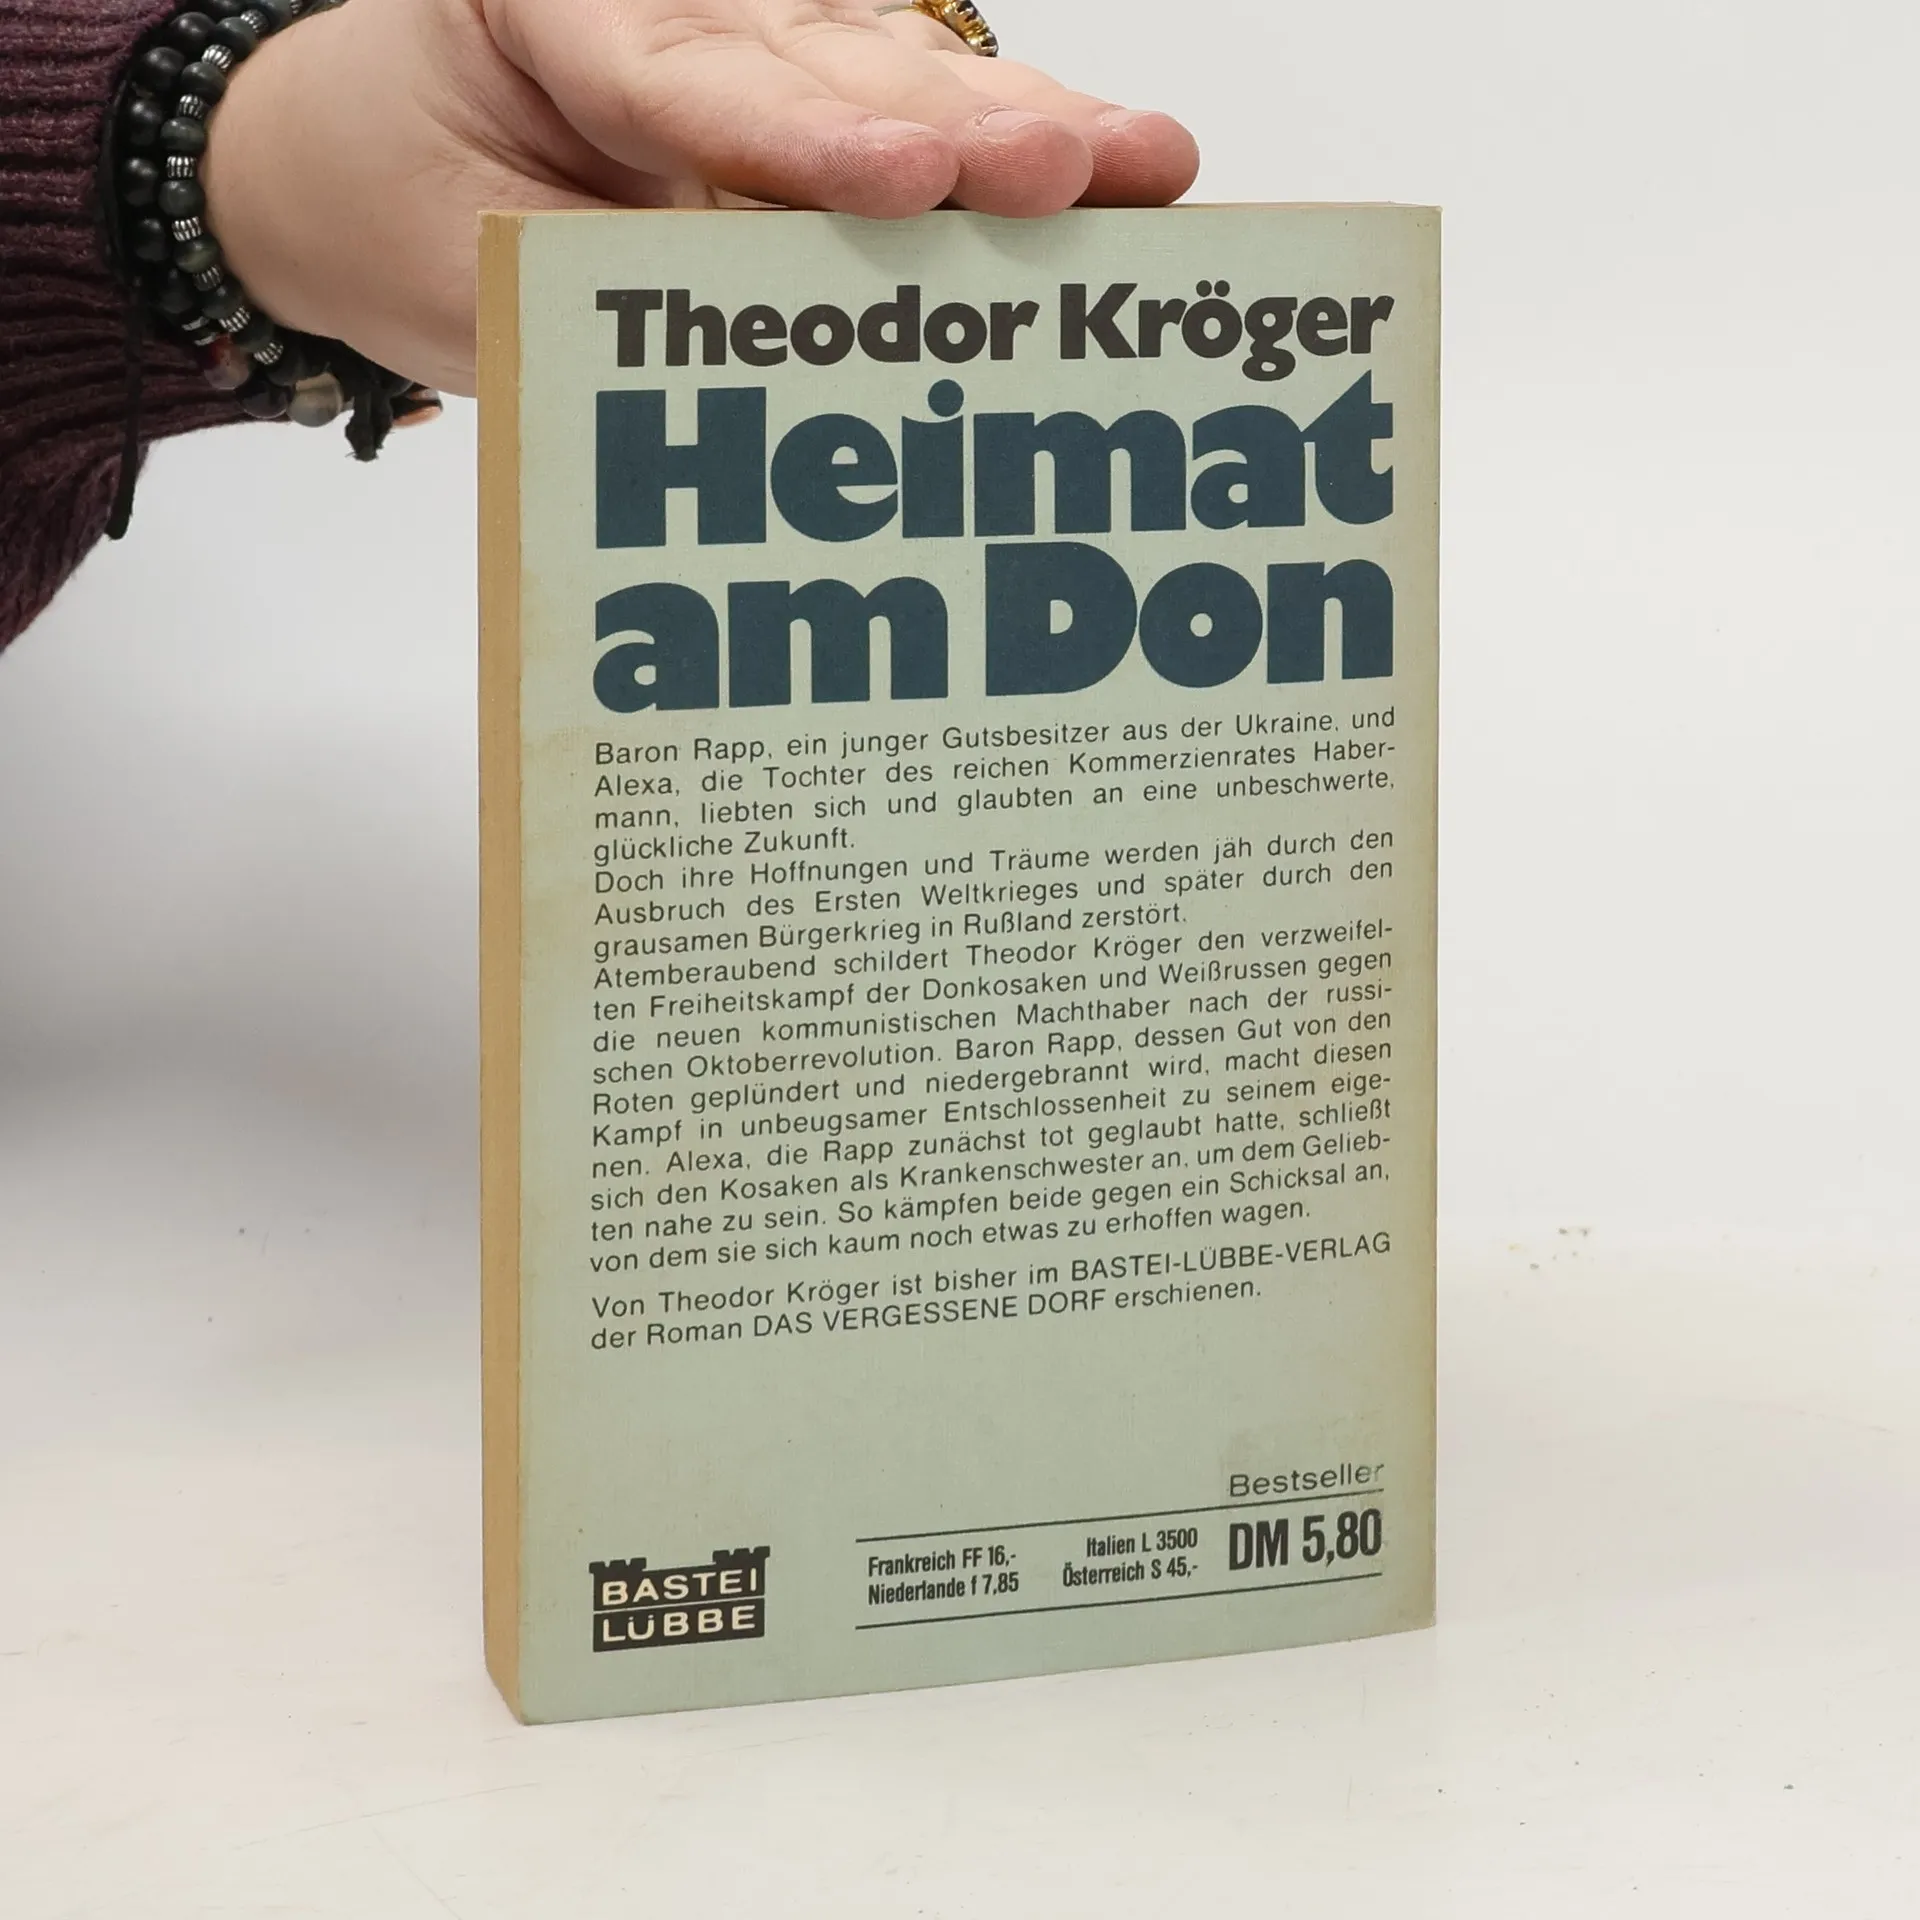 Theodor Kröger
Heimat
am Don
Baron Rapp, ein junger Gutsbesitzer aus der Ukraine, und
Alexa, die Tochter des reichen Kommerzienrates Haber-
mann, liebten sich und glaubten an eine unbeschwerte,
glückliche Zukunft.
Doch ihre Hoffnungen und Träume werden jäh durch den
Ausbruch des Ersten Weltkrieges und später durch den
grausamen Bürgerkrieg in Rußland zerstört.
Atemberaubend schildert Theodor Kröger den verzweifel-
ten Freiheitskampf der Donkosaken und Weißrussen gegen
die neuen kommunistischen Machthaber nach der russi-
schen Oktoberrevolution. Baron Rapp, dessen Gut von den
Roten geplündert und niedergebrannt wird, macht diesen
Kampf in unbeugsamer Entschlossenheit zu seinem eige-
nen. Alexa, die Rapp zunächst tot geglaubt hatte, schließt
sich den Kosaken als Krankenschwester an, um dem Gelieb-
ten nahe zu sein. So kämpfen beide gegen ein Schicksal an,
von dem sie sich kaum noch etwas zu erhoffen wagen.
Von Theodor Kröger ist bisher im BASTEI-LÜBBE-VERLAG
der Roman DAS VERGESSENE DORF erschienen.
Bestseller
Frankreich FF 16,-
Niederlande f 7,85
Italien L 3500
Österreich S 45,-
DM 5,80
BASTEI
LÜBBE